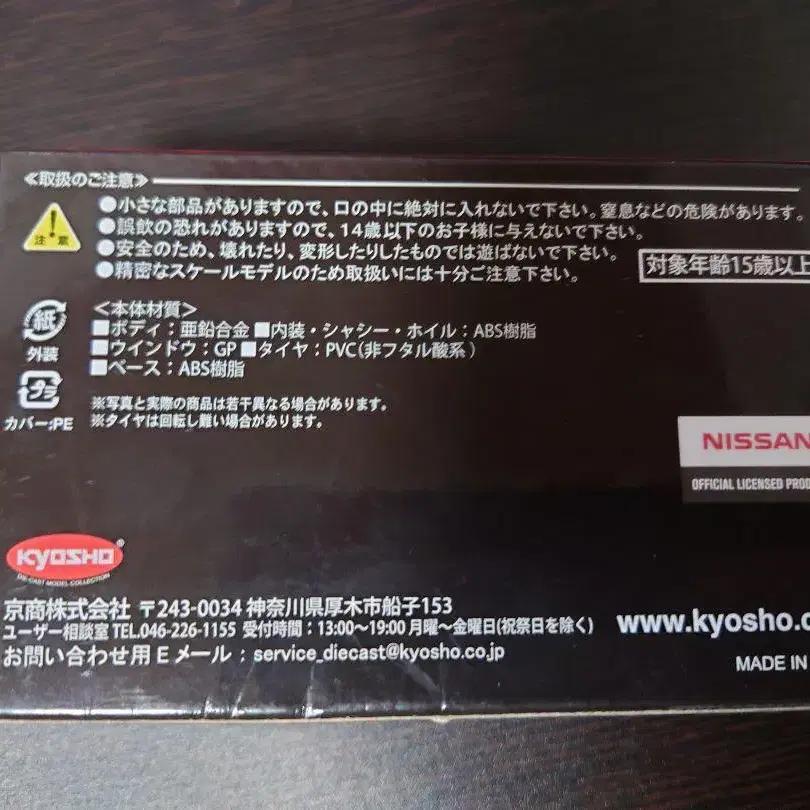 ≪取扱のご注意≫
注意
●小さな部品がありますので、口の中に絶対に入れないで下さい。窒息などの危険があります。
●誤飲の恐れがありますので、14歳以下のお子様に与えないで下さい。
●安全のため、壊れたり、変形したりしたものでは遊ばないで下さい。
●精密なスケールモデルのため取扱いには十分ご注意下さい。
対象年齢15歳以上
紙
外装
プラ
カバー:PE
＜本体材質＞
■ボディ：亜鉛合金 ■内装・シャシー・ホイル：ABS樹脂
■ウインドウ：GP ■タイヤ：PVC(非フタル酸系)
■ベース：ABS樹脂
※写真と実際の商品は若干異なる場合があります。
※タイヤは回転し難い場合があります。
NISSAN
OFFICIAL LICENSED
KYOSHO®
DIE-CAST MODEL COLLECTION
京商株式会社 〒243-0034 神奈川県厚木市船子153
ユーザー相談室 TEL.046-226-1155 受付時間：13:00〜19:00 月曜〜金曜日(祝祭日を除く)
お問い合わせ用Eメール：service_diecast@kyosho.co.jp
www.kyosho.c
MADE IN